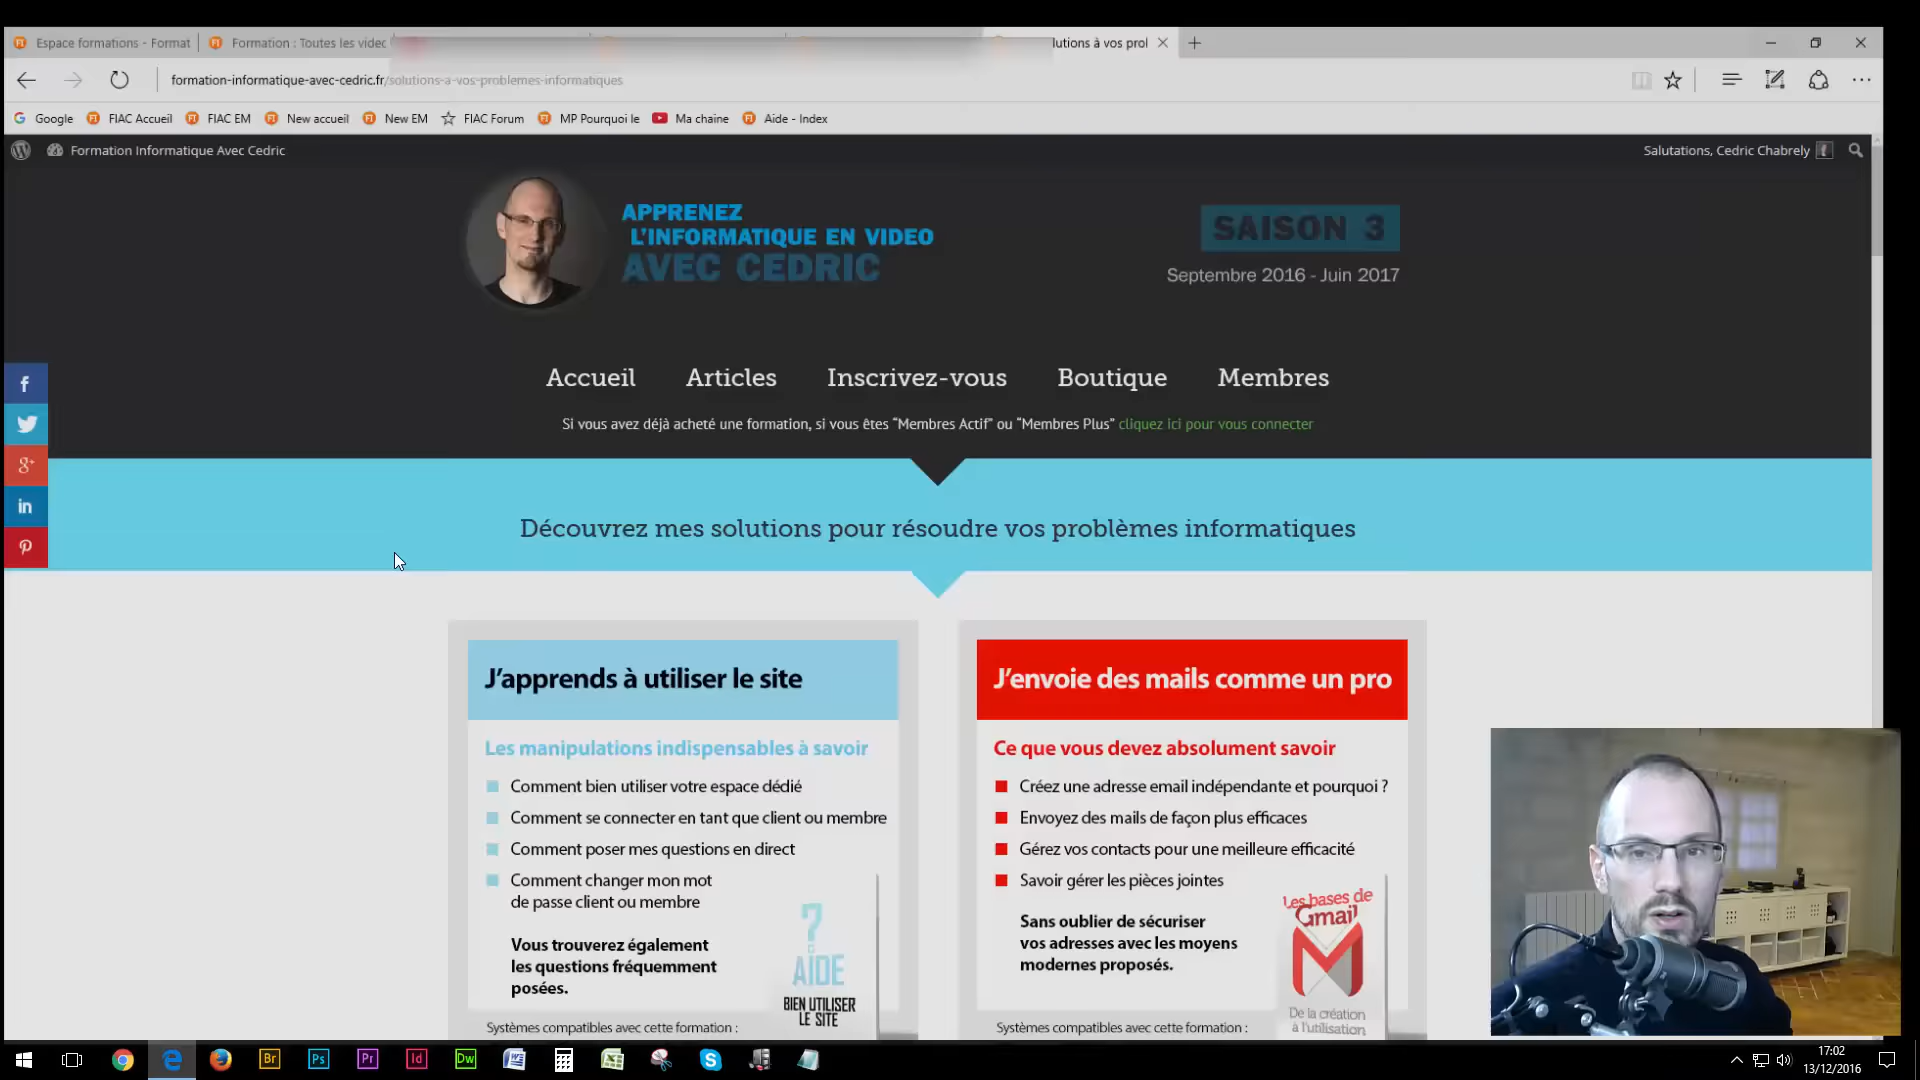 Espace formations - Format
Formation : Toutes les videc
lutions à vos prol
formation-informatique-avec-cedric.fr/solutions-a-vos-problemes-informatiques
Google
FIAC Accueil
FIAC EM
New accueil
New EM
FIAC Forum
MP Pourquoi le
Ma chaine
Aide - Index
Formation Informatique Avec Cedric
Salutations, Cedric Chabrely
APPRENEZ
L'INFORMATIQUE EN VIDEO
AVEC CEDRIC
SAISON 3
Septembre 2016 - Juin 2017
Accueil
Articles
Inscrivez-vous
Boutique
Membres
Si vous avez déjà acheté une formation, si vous êtes “Membres Actif” ou “Membres Plus” cliquez ici pour vous connecter
Découvrez mes solutions pour résoudre vos problèmes informatiques
J’apprends à utiliser le site
Les manipulations indispensables à savoir
Comment bien utiliser votre espace dédié
Comment se connecter en tant que client ou membre
Comment poser mes questions en direct
Comment changer mon mot
de passe client ou membre
Vous trouverez également
les questions fréquemment
posées.
? AIDE
BIEN UTILISER
LE SITE
Systèmes compatibles avec cette formation :
J’envoie des mails comme un pro
Ce que vous devez absolument savoir
Créez une adresse email indépendante et pourquoi ?
Envoyez des mails de façon plus efficaces
Gérez vos contacts pour une meilleure efficacité
Savoir gérer les pièces jointes
Sans oublier de sécuriser
vos adresses avec les moyens
modernes proposés.
Les bases de
Gmail
De la création
à l'utilisation
Systèmes compatibles avec cette formation :
Br
Ps
Pr
Id
Dw
17:02
13/12/2016